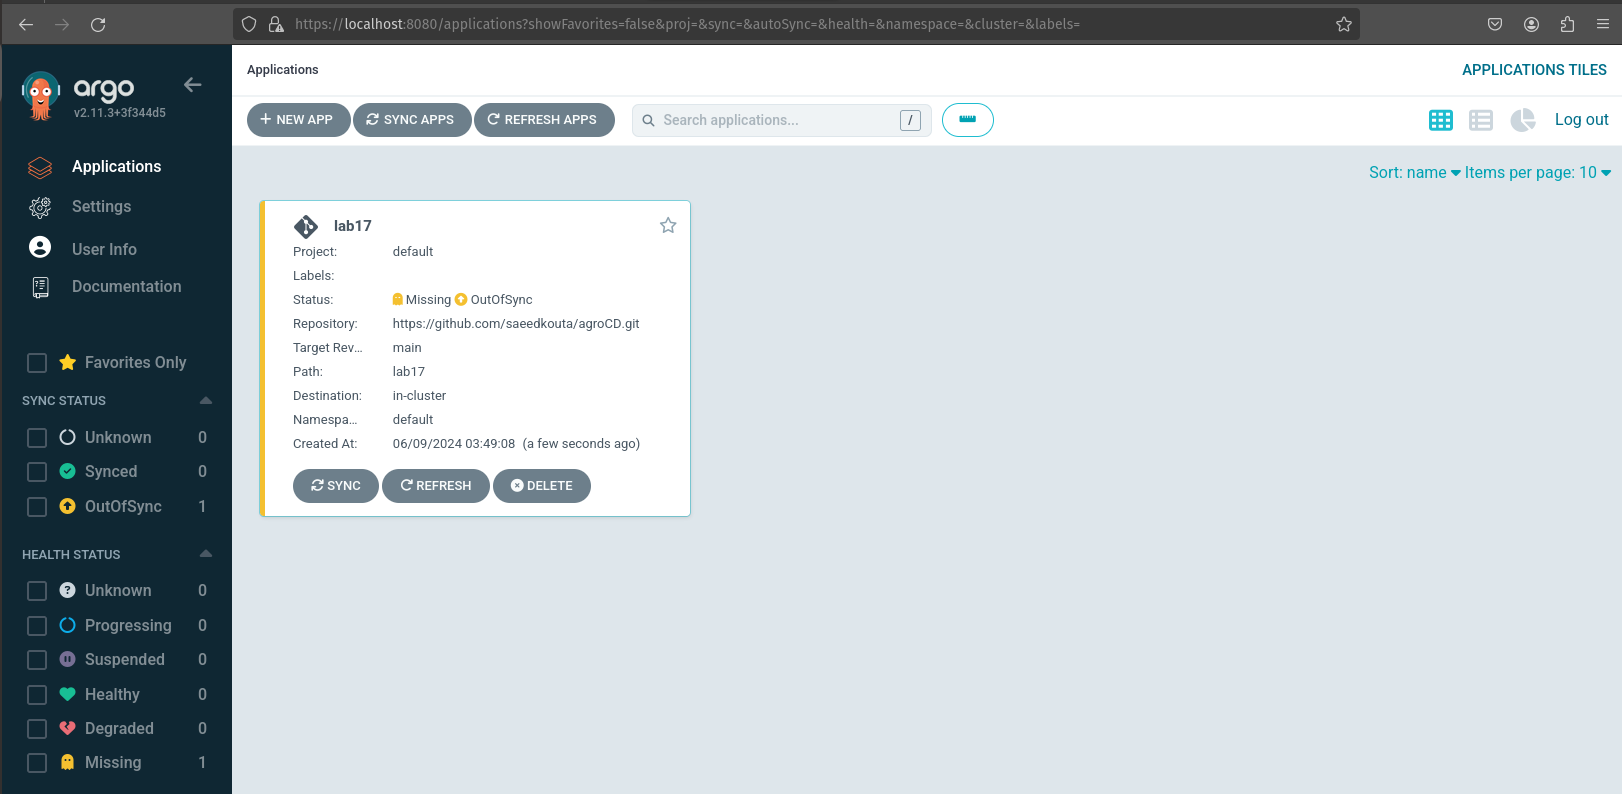 https://localhost:8080/applications?showFavorites=false&proj=&sync=&autoSync=&health=&namespace=&cluster=&labels=
argo
v2.11.3+3f344d5
Applications
Settings
User Info
Documentation
Favorites Only
SYNC STATUS
Unknown 0
Synced 0
OutOfSync 1
HEALTH STATUS
Unknown 0
Progressing 0
Suspended 0
Healthy 0
Degraded 0
Missing 1
Applications APPLICATIONS TILES
+ NEW APP SYNC APPS REFRESH APPS Search applications... / Log out
Sort: name Items per page: 10
lab17
Project: default
Labels:
Status: Missing OutOfSync
Repository: https://github.com/saeedkouta/agroCD.git
Target Rev... main
Path: lab17
Destination: in-cluster
Namespa... default
Created At: 06/09/2024 03:49:08 (a few seconds ago)
SYNC REFRESH DELETE